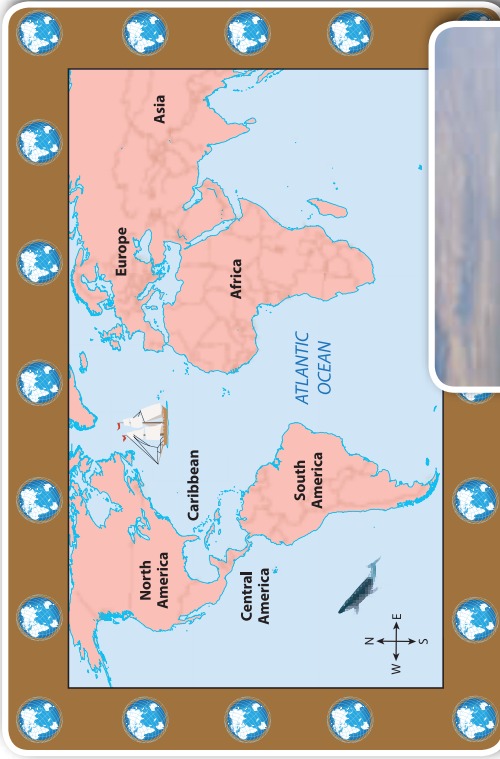 Europe
North
America
Asia
Caribbean
Africa
Central
America
South
America
ATLANTIC
OCEAN
N
W
E
S